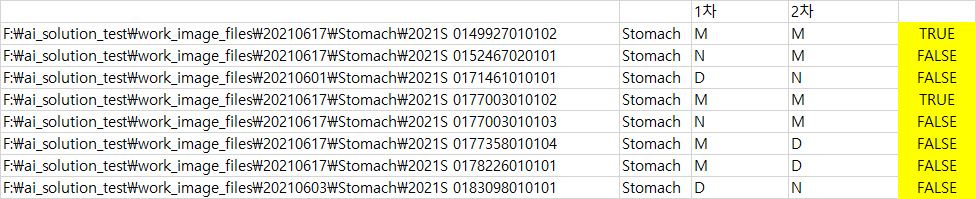 1차 2차
F:₩ai_solution_test₩work_image_files₩20210617₩Stomach₩2021S 0149927010102 Stomach M M TRUE
F:₩ai_solution_test₩work_image_files₩20210617₩Stomach₩2021S 0152467020101 Stomach N M FALSE
F:₩ai_solution_test₩work_image_files₩20210601₩Stomach₩2021S 0171461010101 Stomach D N FALSE
F:₩ai_solution_test₩work_image_files₩20210617₩Stomach₩2021S 0177003010102 Stomach M M TRUE
F:₩ai_solution_test₩work_image_files₩20210617₩Stomach₩2021S 0177003010103 Stomach N M FALSE
F:₩ai_solution_test₩work_image_files₩20210617₩Stomach₩2021S 0177358010104 Stomach M D FALSE
F:₩ai_solution_test₩work_image_files₩20210617₩Stomach₩2021S 0178226010101 Stomach M D FALSE
F:₩ai_solution_test₩work_image_files₩20210603₩Stomach₩2021S 0183098010101 Stomach D N FALSE